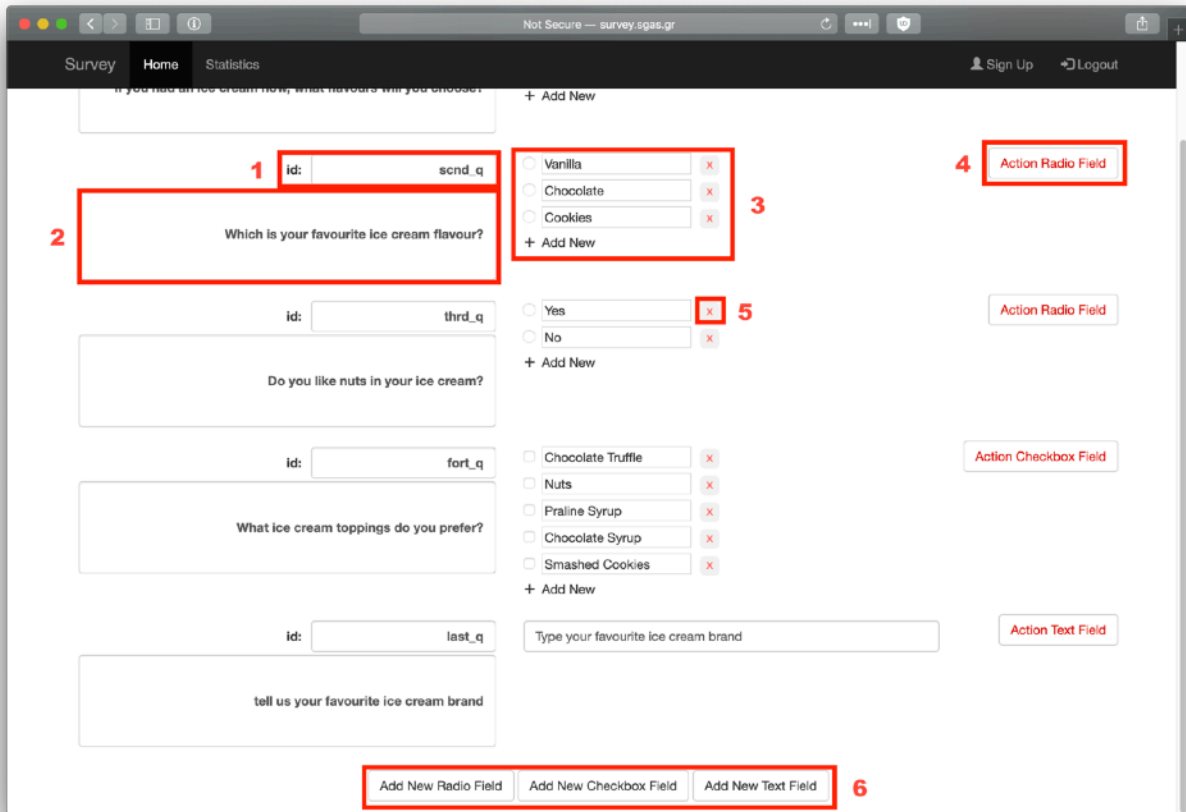 Not Secure — survey.sgas.gr
Survey Home Statistics Sign Up Logout
If you had an ice cream now, what flavours will you choose?
+ Add New
1 id: scnd_q
2 Which is your favourite ice cream flavour?
Vanilla x
Chocolate x
Cookies x
+ Add New
3
4 Action Radio Field
id: thrd_q
Do you like nuts in your ice cream?
Yes x 5
No x
+ Add New
Action Radio Field
id: fort_q
What ice cream toppings do you prefer?
Chocolate Truffle x
Nuts x
Praline Syrup x
Chocolate Syrup x
Smashed Cookies x
+ Add New
Action Checkbox Field
id: last_q
tell us your favourite ice cream brand
Type your favourite ice cream brand
Action Text Field
Add New Radio Field Add New Checkbox Field Add New Text Field 6